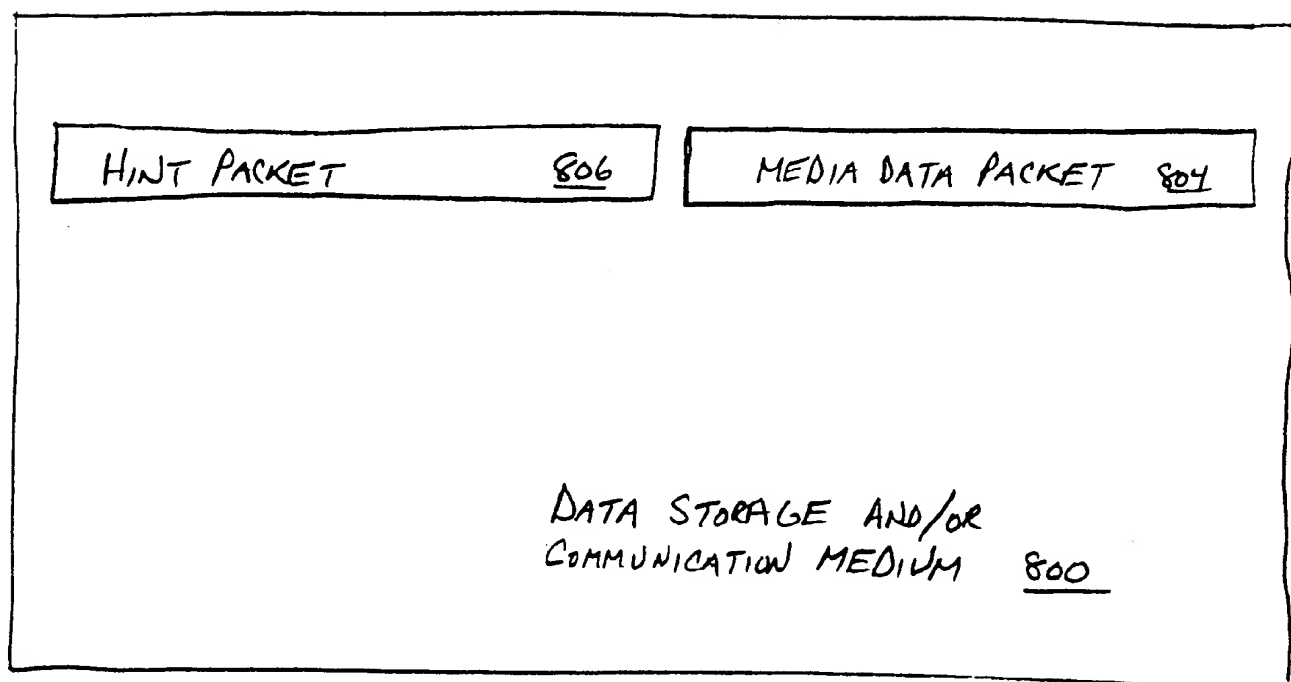 HINT PACKET 806
MEDIA DATA PACKET 804
DATA STORAGE AND/OR
COMMUNICATION MEDIUM 800